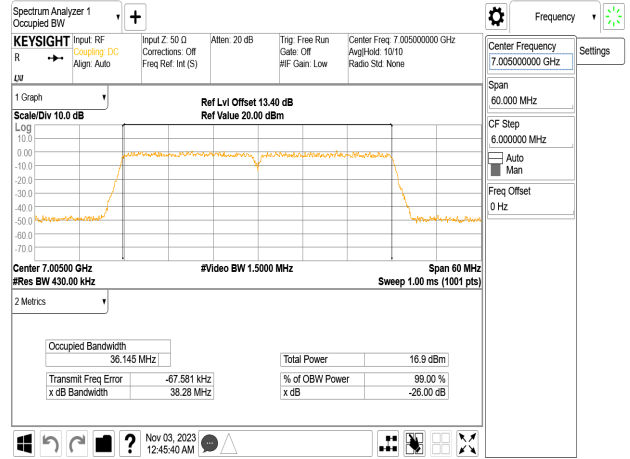 Spectrum Analyzer 1
Occupied BW
Frequency
KEYSIGHT
R
Input: RF
Coupling: DC
Align: Auto
Input Z: 50 Ω
Corrections: Off
Freq Ref: Int (S)
Atten: 20 dB
Trig: Free Run
Gate: Off
#IF Gain: Low
Center Freq: 7.005000000 GHz
Avg|Hold: 10/10
Radio Std: None
Center Frequency
7.005000000 GHz
Settings
Span
60.000 MHz
CF Step
6.000000 MHz
Auto
Man
Freq Offset
0 Hz
1 Graph
Scale/Div 10.0 dB
Ref Lvl Offset 13.40 dB
Ref Value 20.00 dBm
Log
10.0
0.00
-10.0
-20.0
-30.0
-40.0
-50.0
-60.0
-70.0
Center 7.00500 GHz
#Video BW 1.5000 MHz
Span 60 MHz
#Res BW 430.00 kHz
Sweep 1.00 ms (1001 pts)
2 Metrics
Occupied Bandwidth
36.145 MHz
Total Power 16.9 dBm
Transmit Freq Error -67.581 kHz
% of OBW Power 99.00 %
x dB Bandwidth 38.28 MHz
x dB -26.00 dB
?
Nov 03, 2023
12:45:40 AM